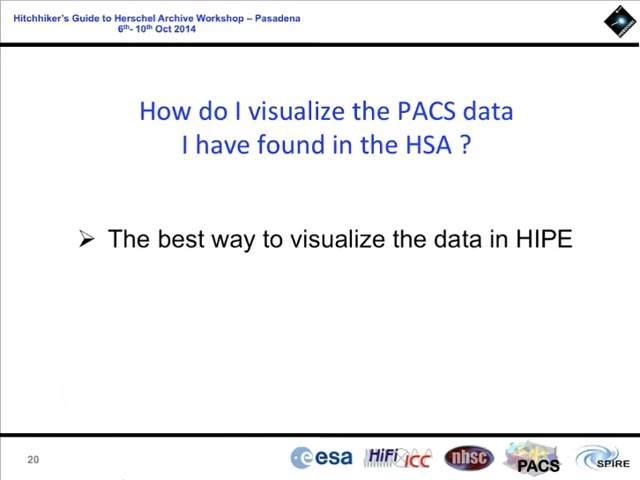 Hitchhiker's Guide to Herschel Archive Workshop – Pasadena
6th- 10th Oct 2014
How do I visualize the PACS data
I have found in the HSA ?
➢ The best way to visualize the data in HIPE
20
esa HiFi ICC nhsc PACS SPIRE